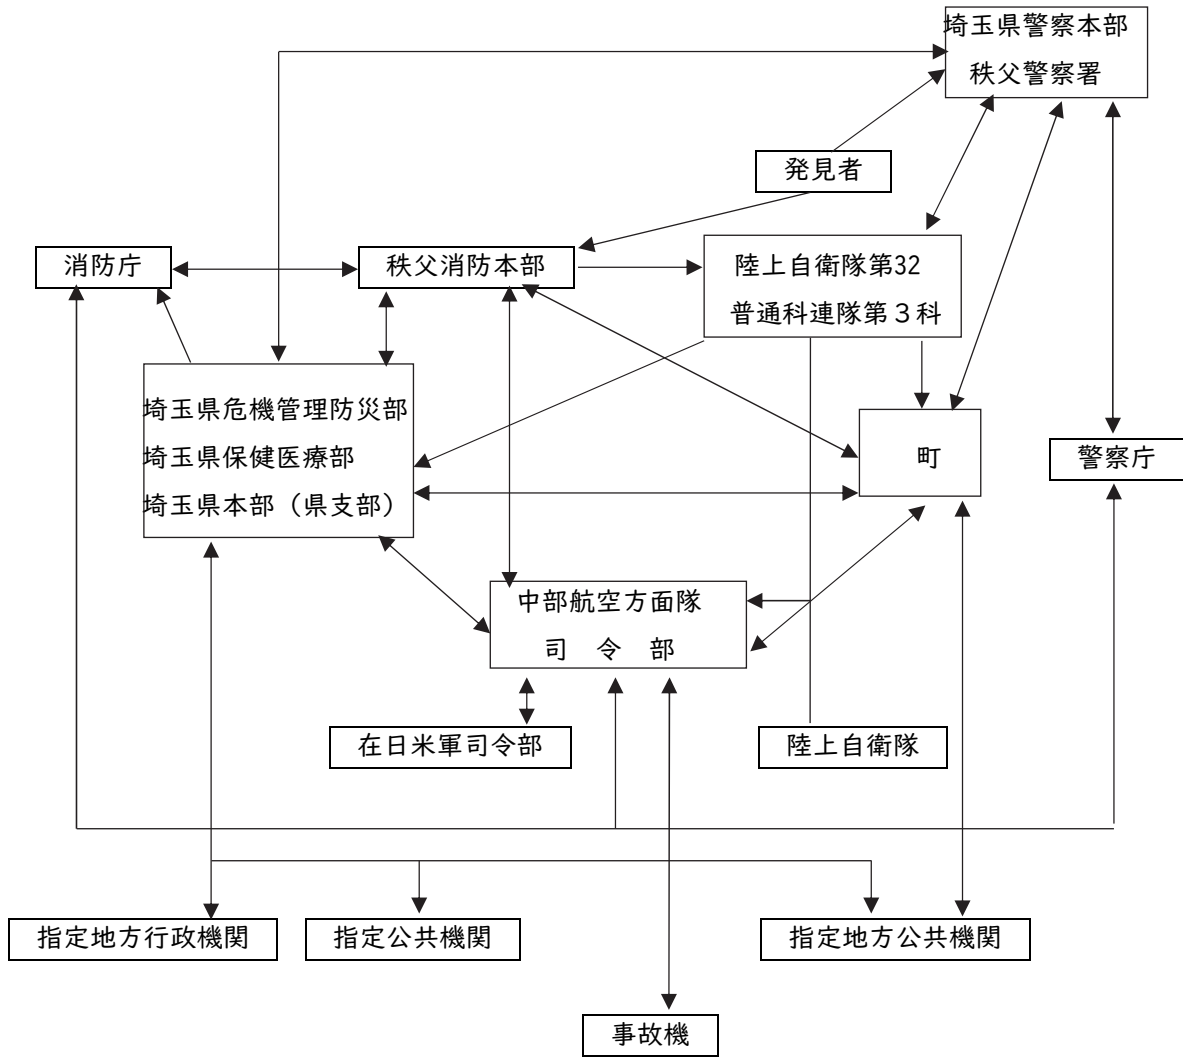 埼玉県警察本部
秩父警察署
発見者
消防庁
秩父消防本部
陸上自衛隊第32
普通科連隊第３科
埼玉県危機管理防災部
埼玉県保健医療部
埼玉県本部（県支部）
町
警察庁
中部航空方面隊
司　令　部
在日米軍司令部
陸上自衛隊
指定地方行政機関
指定公共機関
指定地方公共機関
事故機